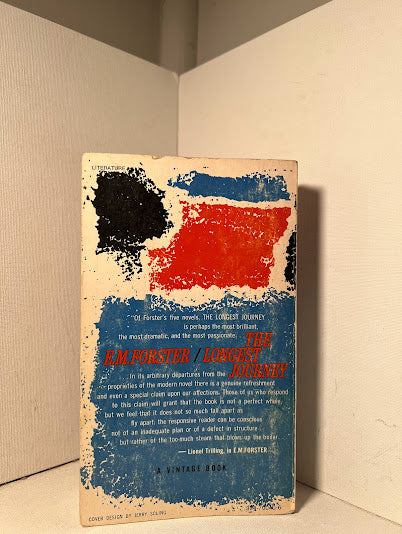 LITERATURE
"Of Forster's five novels, THE LONGEST JOURNEY
is perhaps the most brilliant,
the most dramatic, and the most passionate.
E.M. FORSTER / THE
LONGEST
JOURNEY
. . . In its arbitrary departures from the
proprieties of the modern novel there is a genuine refreshment
and even a special claim upon our affections. Those of us who respond
to this claim will grant that the book is not a perfect whole,
but we feel that it does not so much fall apart as
fly apart; the responsive reader can be conscious
not of an inadequate plan or of a defect in structure
but rather of the too-much steam that blows up the boiler.
— Lionel Trilling, in E.M. FORSTER
A VINTAGE BOOK
COVER DESIGN BY JERRY